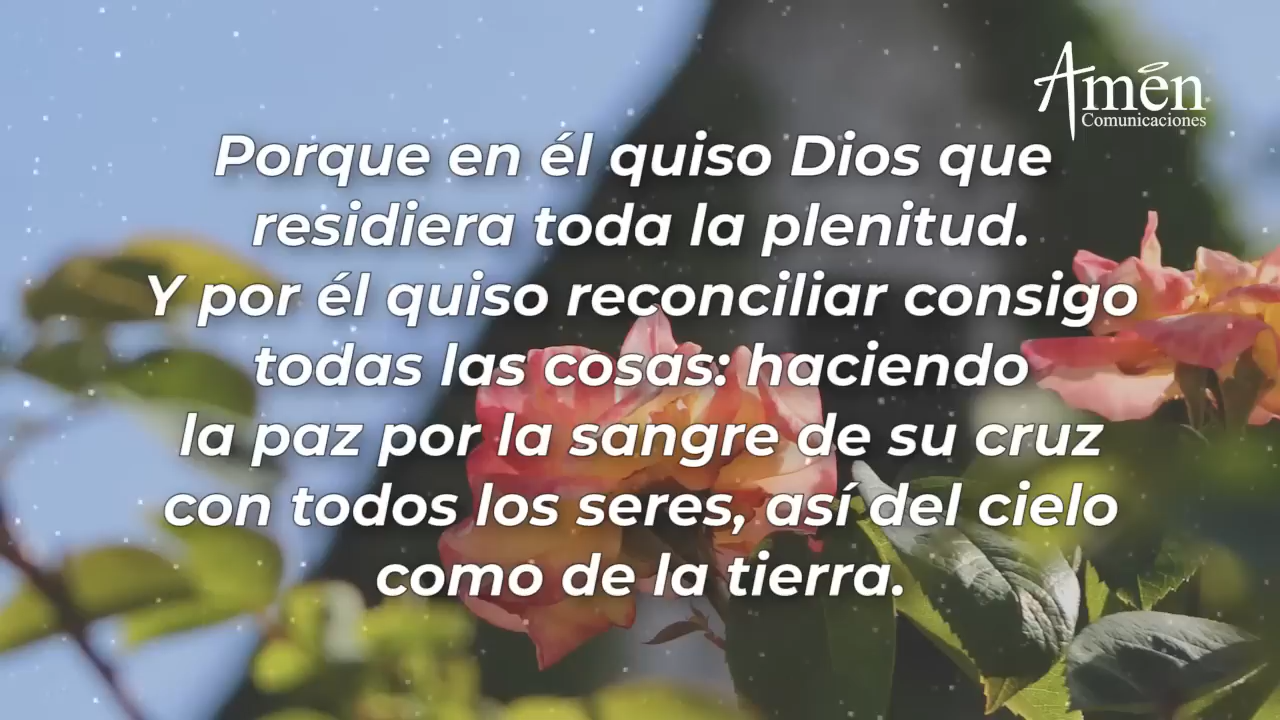 Amén
Comunicaciones
Porque en él quiso Dios que
residiera toda la plenitud.
Y por él quiso reconciliar consigo
todas las cosas: haciendo
la paz por la sangre de su cruz
con todos los seres, así del cielo
como de la tierra.